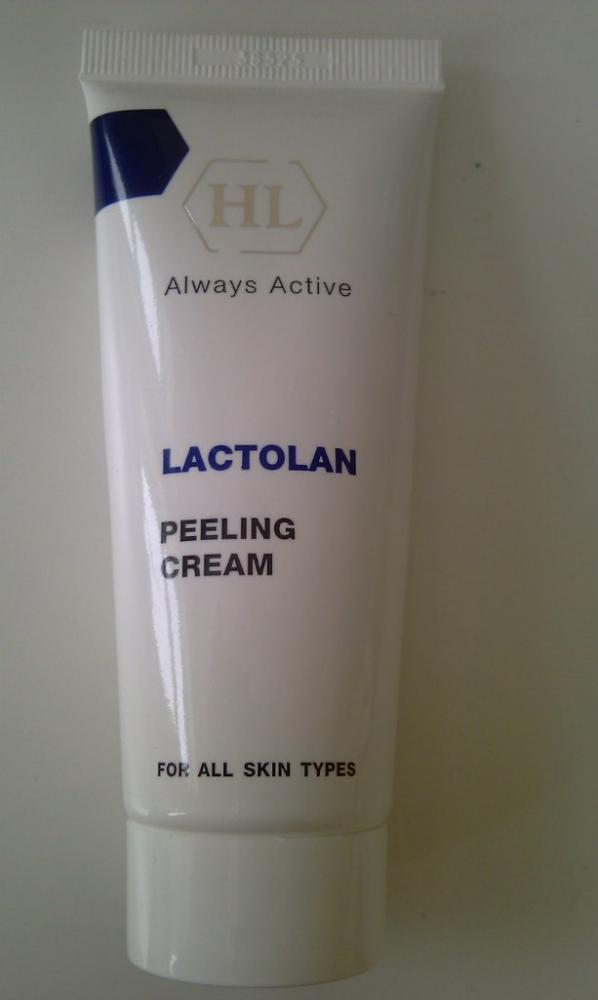 HL
Always Active
LACTOLAN
PEELING
CREAM
FOR ALL SKIN TYPES